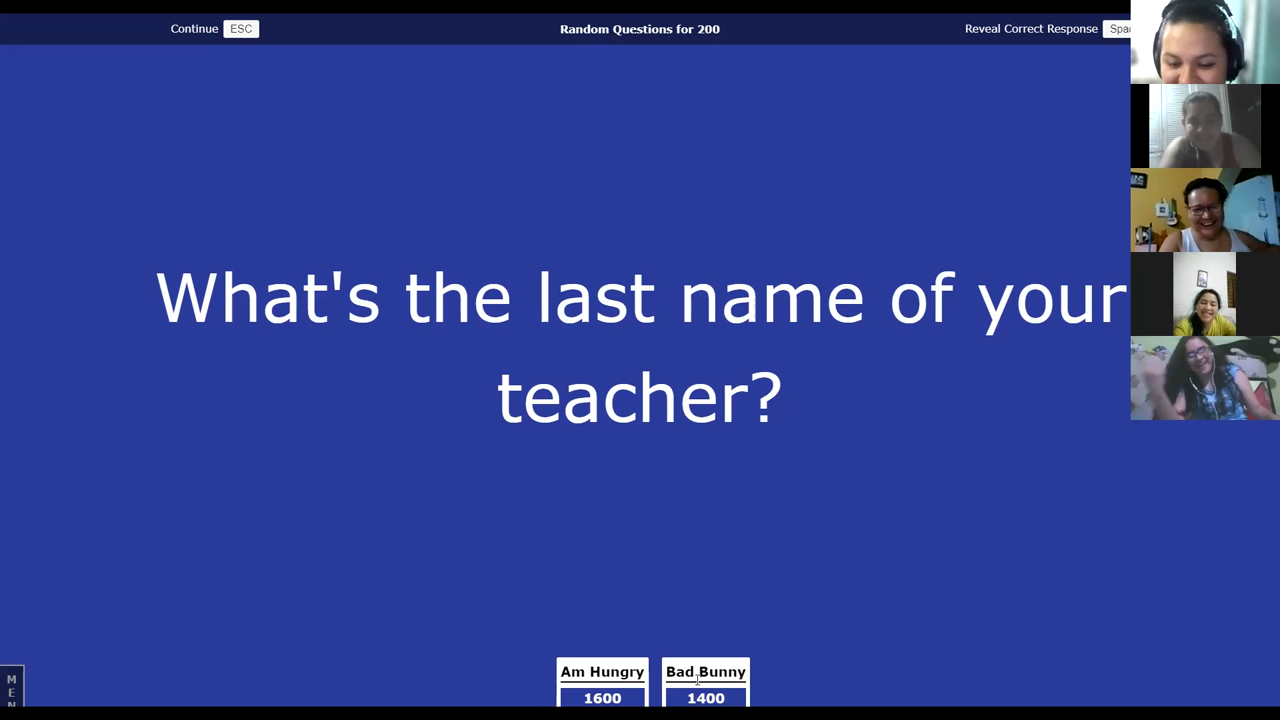 Continue ESC
Random Questions for 200
Reveal Correct Response Spac
What's the last name of your
teacher?
Am Hungry
1600
Bad Bunny
1400
M
E
N